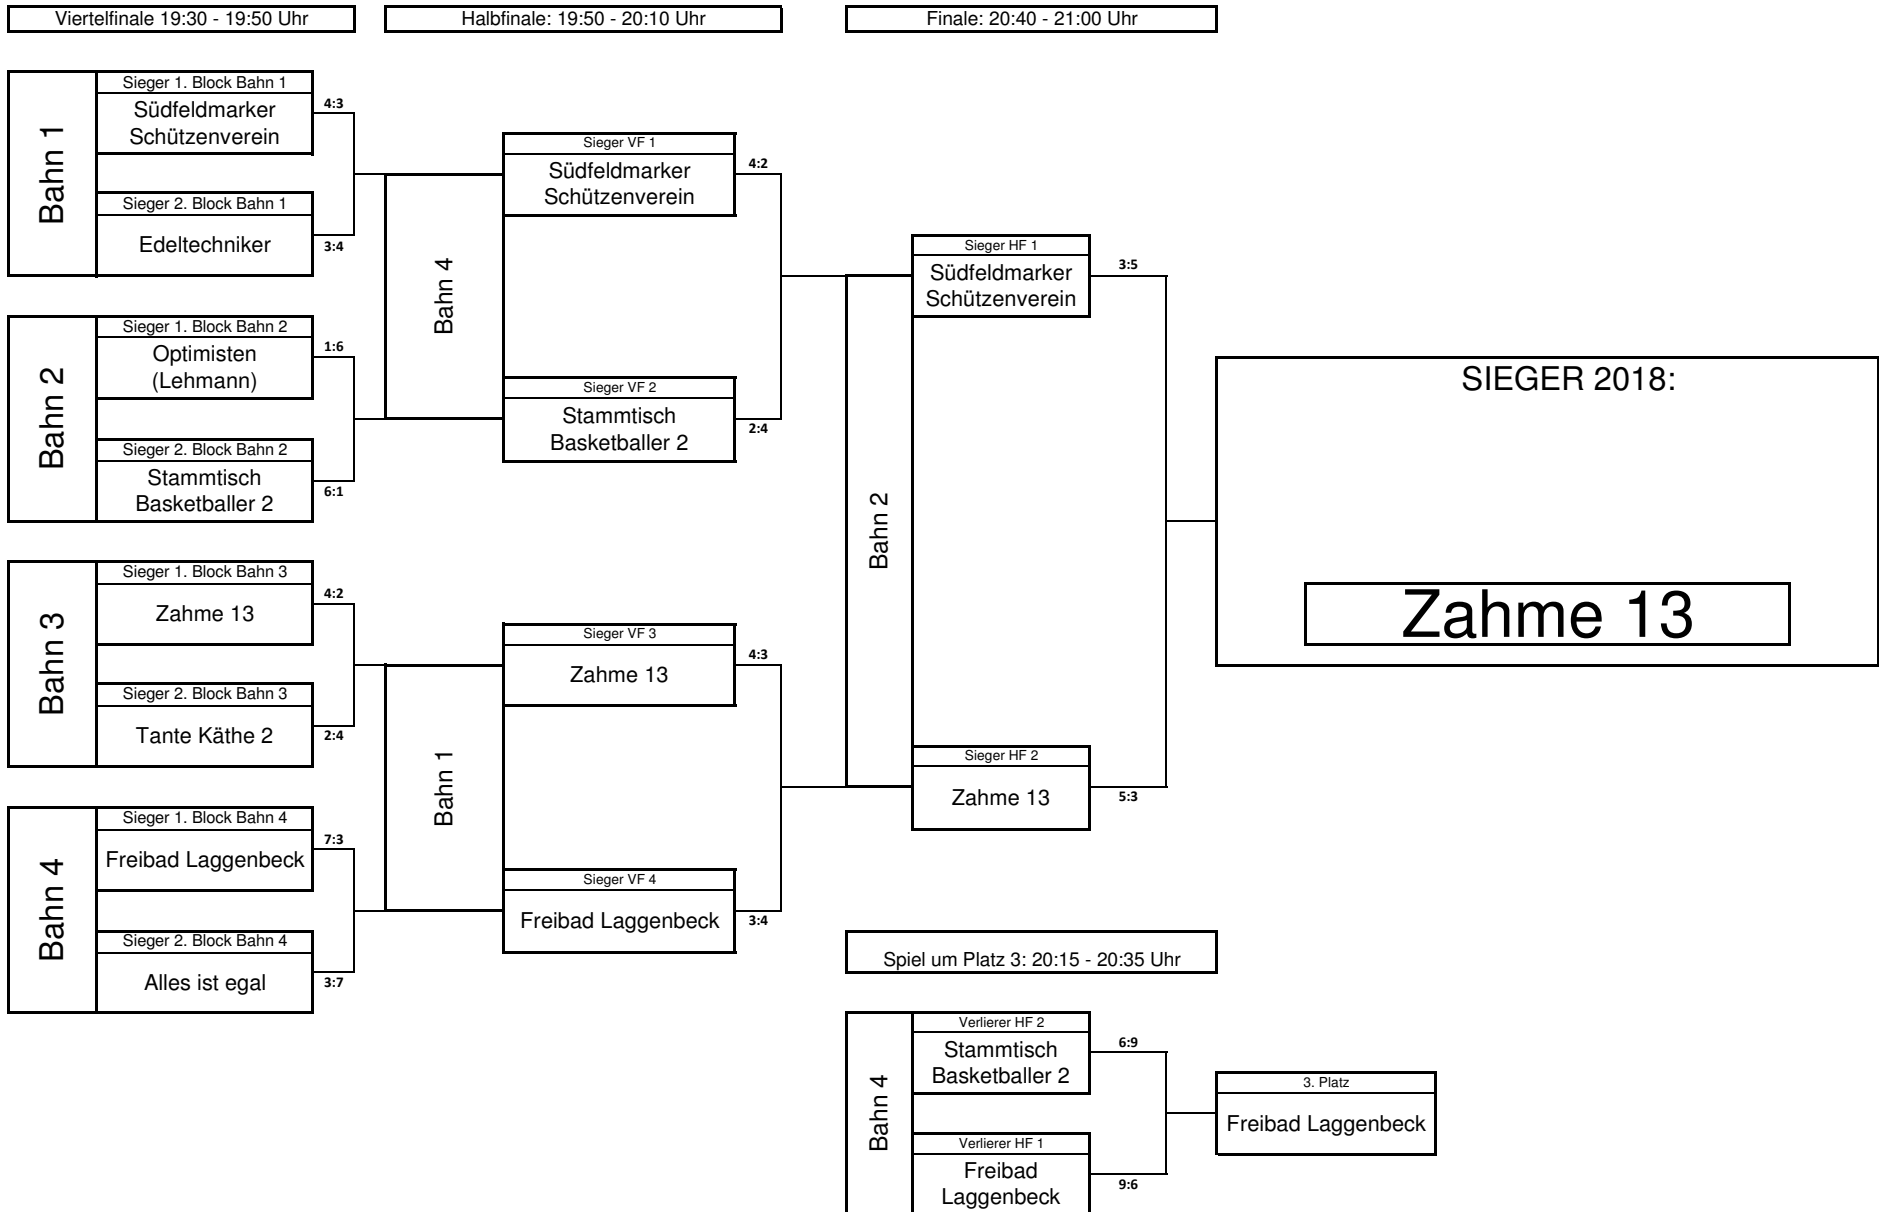 Viertelfinale 19:30 - 19:50 Uhr
Halbfinale: 19:50 - 20:10 Uhr
Finale: 20:40 - 21:00 Uhr
Bahn 1
Sieger 1. Block Bahn 1
Südfeldmarker
Schützenverein
4:3
Sieger 2. Block Bahn 1
Edeltechniker
3:4
Bahn 2
Sieger 1. Block Bahn 2
Optimisten
(Lehmann)
1:6
Sieger 2. Block Bahn 2
Stammtisch
Basketballer 2
6:1
Bahn 3
Sieger 1. Block Bahn 3
Zahme 13
4:2
Sieger 2. Block Bahn 3
Tante Käthe 2
2:4
Bahn 4
Sieger 1. Block Bahn 4
Freibad Laggenbeck
7:3
Sieger 2. Block Bahn 4
Alles ist egal
3:7
Bahn 4
Sieger VF 1
Südfeldmarker
Schützenverein
4:2
Sieger VF 2
Stammtisch
Basketballer 2
2:4
Bahn 1
Sieger VF 3
Zahme 13
4:3
Sieger VF 4
Freibad Laggenbeck
3:4
Bahn 2
Sieger HF 1
Südfeldmarker
Schützenverein
3:5
Sieger HF 2
Zahme 13
5:3
SIEGER 2018:
Zahme 13
Spiel um Platz 3: 20:15 - 20:35 Uhr
Bahn 4
Verlierer HF 2
Stammtisch
Basketballer 2
6:9
Verlierer HF 1
Freibad
Laggenbeck
9:6
3. Platz
Freibad Laggenbeck